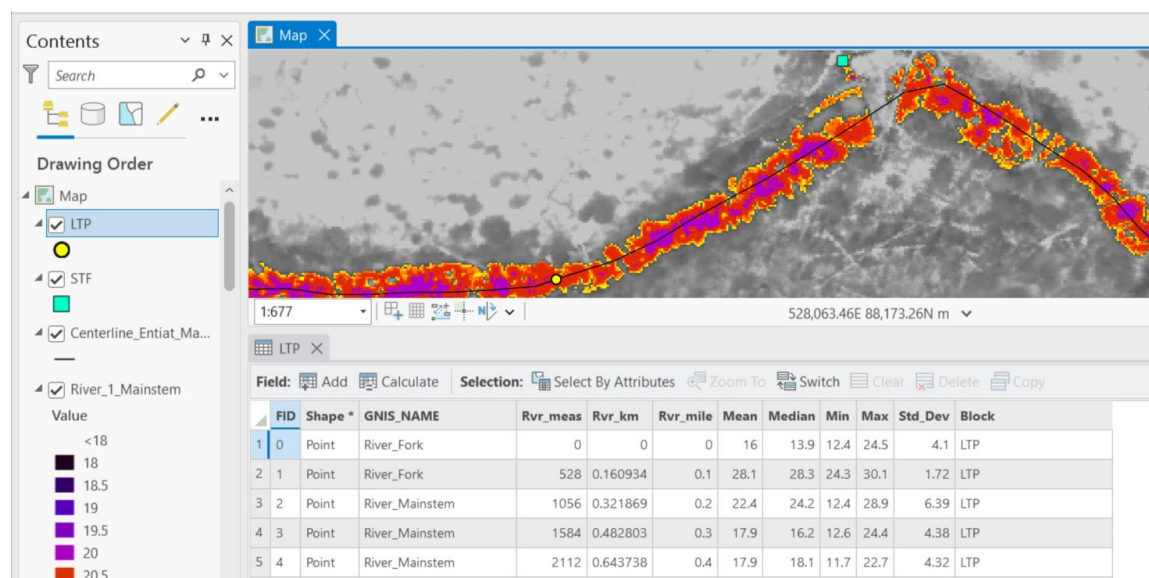 Contents
Search
Drawing Order
Map
LTP
STF
Centerline_Entiat_Ma...
River_1_Mainstem
Value
<18
18
18.5
19
19.5
20
20.5
Map
1:677
528,063.46E 88,173.26N m
LTP
Field: Add Calculate Selection: Select By Attributes Zoom To Switch Clear Delete Copy
FID Shape * GNIS_NAME Rvr_meas Rvr_km Rvr_mile Mean Median Min Max Std_Dev Block
1 0 Point River_Fork 0 0 0 16 13.9 12.4 24.5 4.1 LTP
2 1 Point River_Fork 528 0.160934 0.1 28.1 28.3 24.3 30.1 1.72 LTP
3 2 Point River_Mainstem 1056 0.321869 0.2 22.4 24.2 12.4 28.9 6.39 LTP
4 3 Point River_Mainstem 1584 0.482803 0.3 17.9 16.2 12.6 24.4 4.38 LTP
5 4 Point River_Mainstem 2112 0.643738 0.4 17.9 18.1 11.7 22.7 4.32 LTP